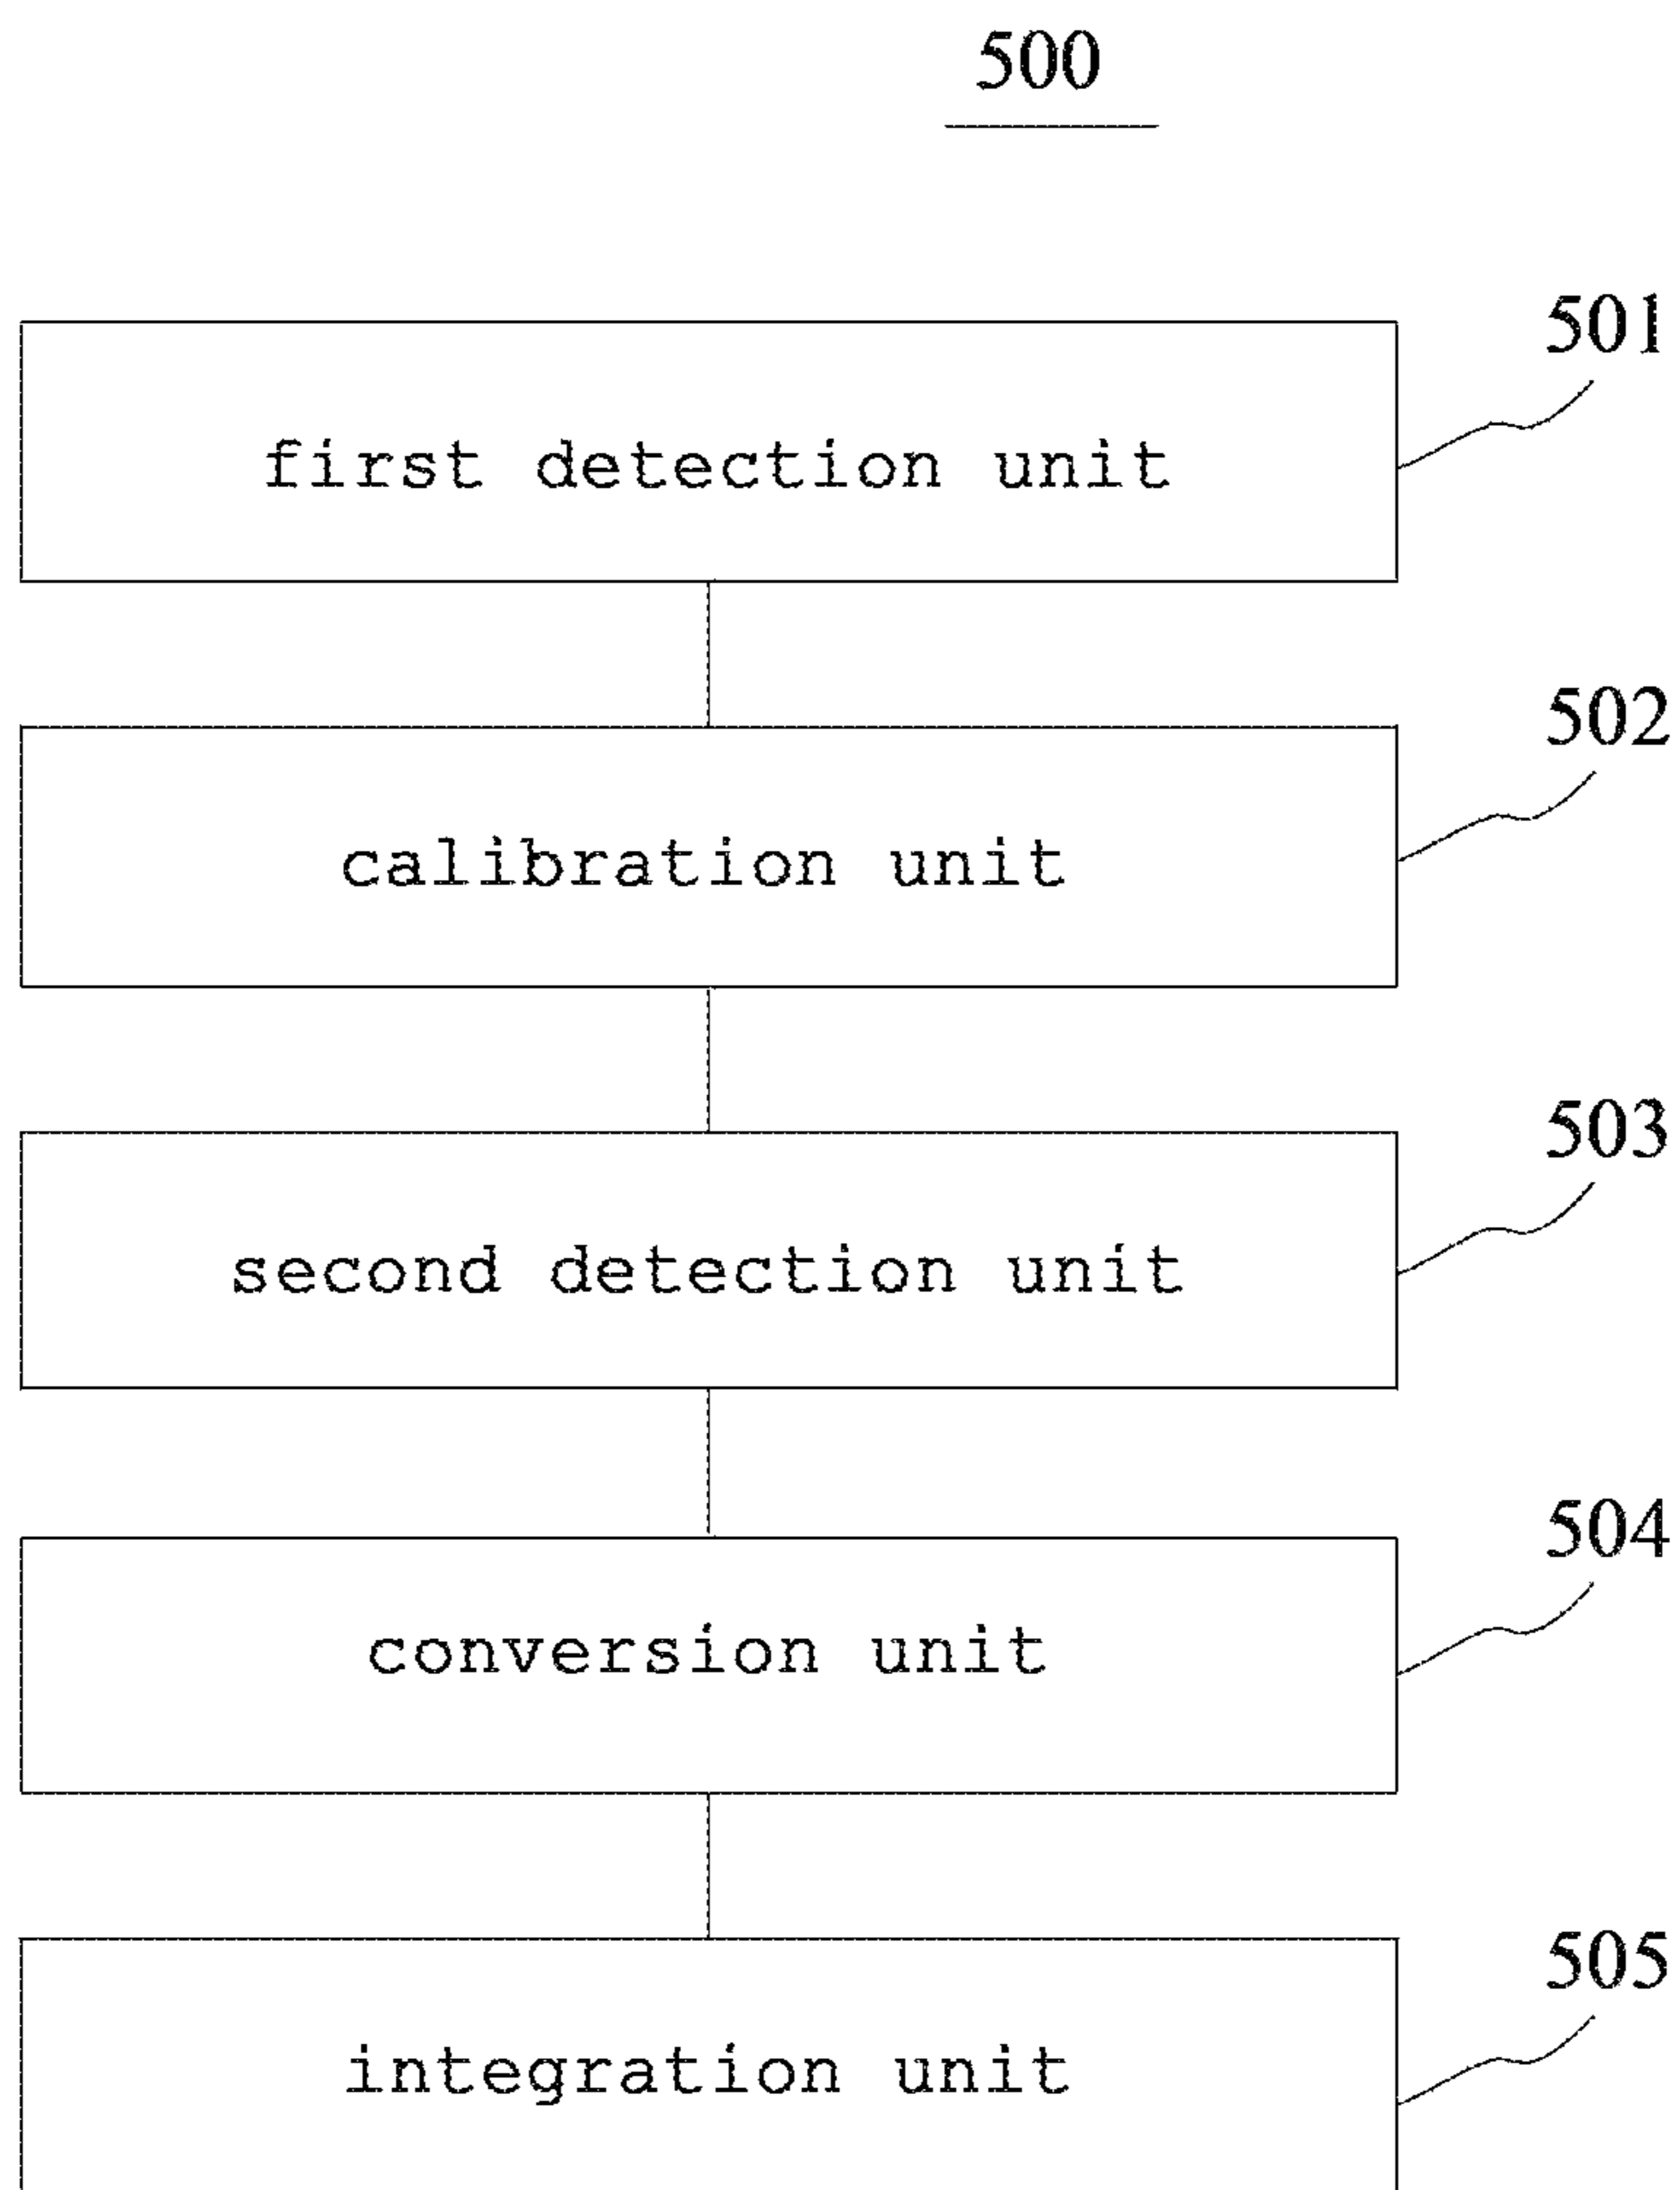 500
501
first detection unit
502
calibration unit
503
second detection unit
504
conversion unit
505
integration unit